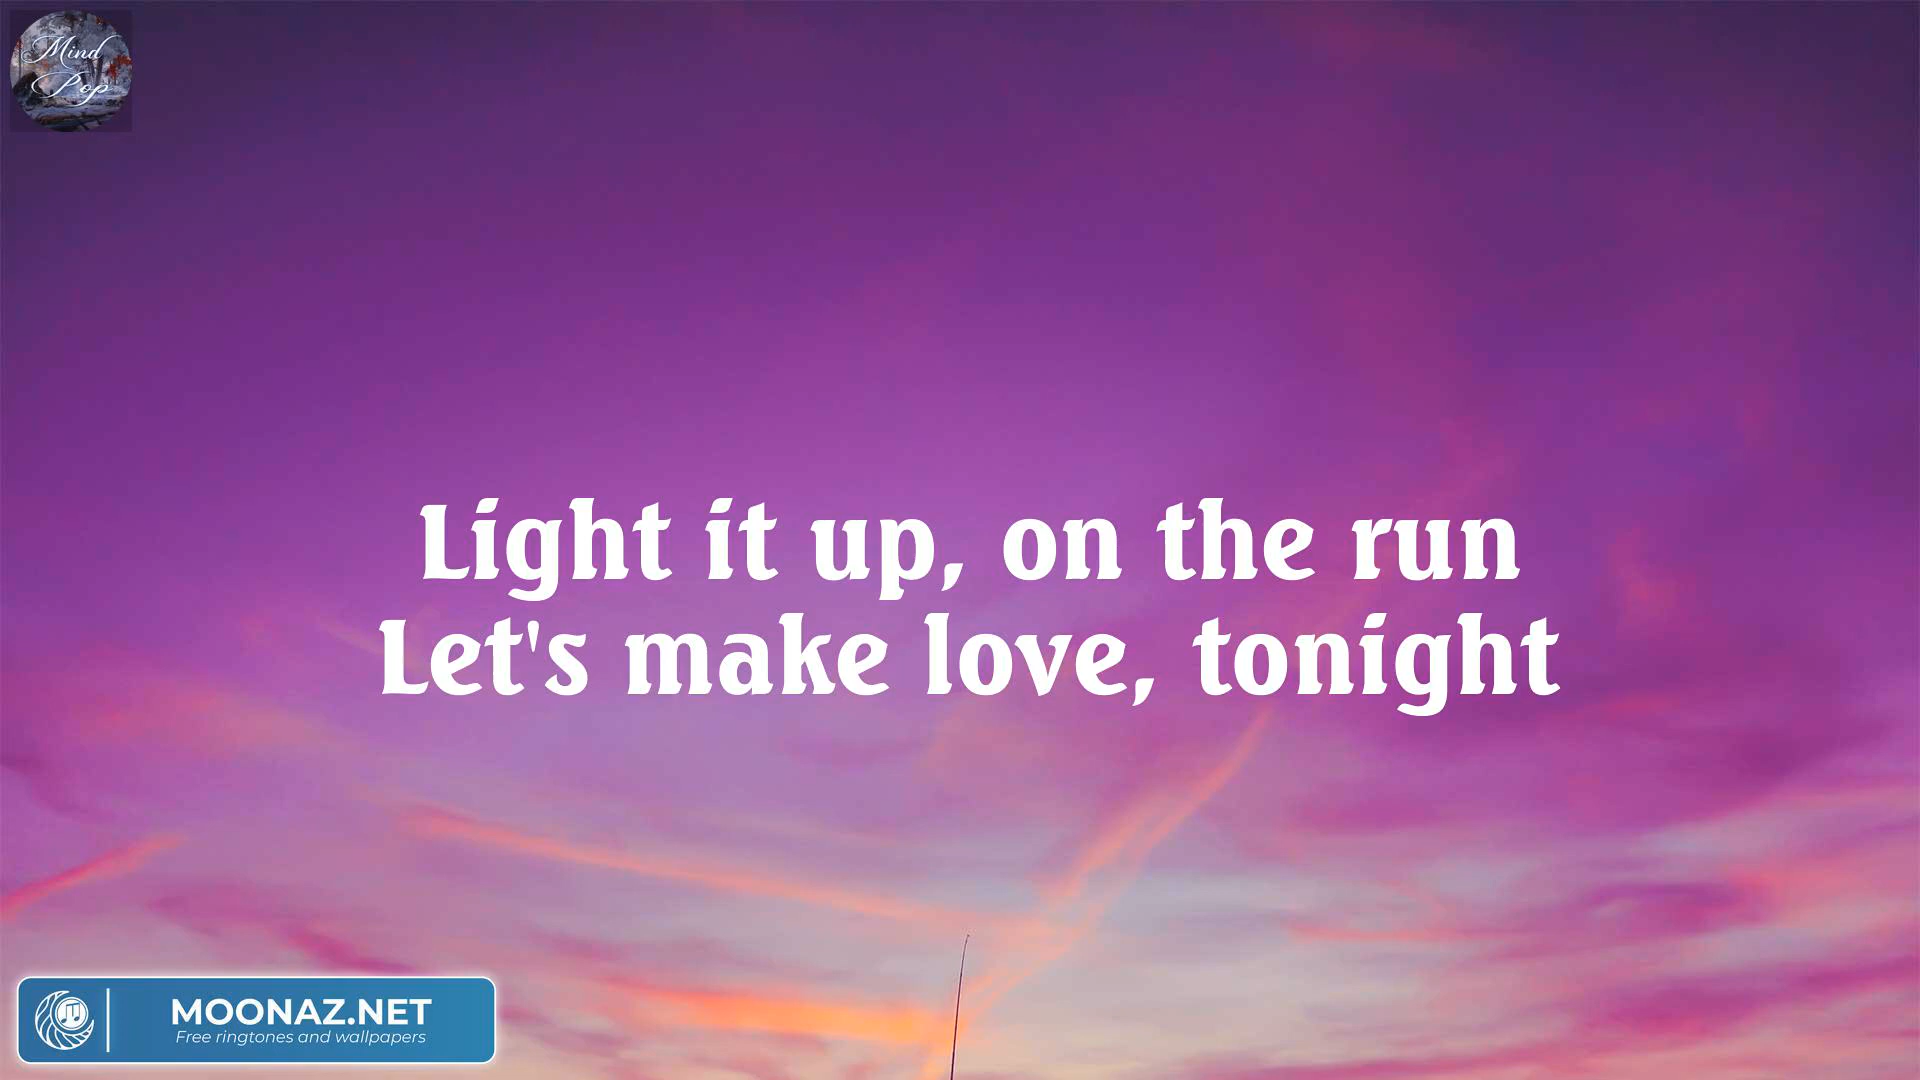 Mind
Pop
Light it up, on the run
Let's make love, tonight
MOONAZ.NET
Free ringtones and wallpapers